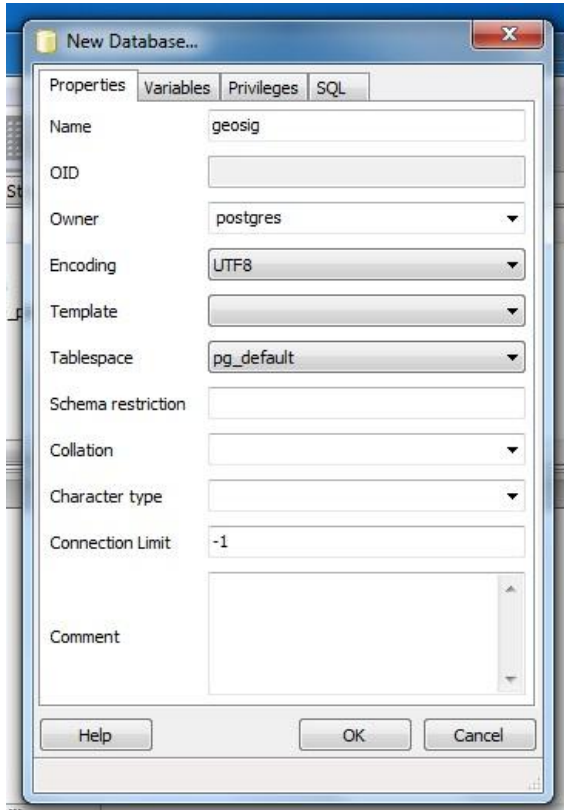 New Database...
Properties Variables Privileges SQL
Name geosig
OID
St
Owner postgres
Encoding UTF8
Template
Tablespace pg_default
Schema restriction
Collation
Character type
Connection Limit -1
Comment
Help OK Cancel